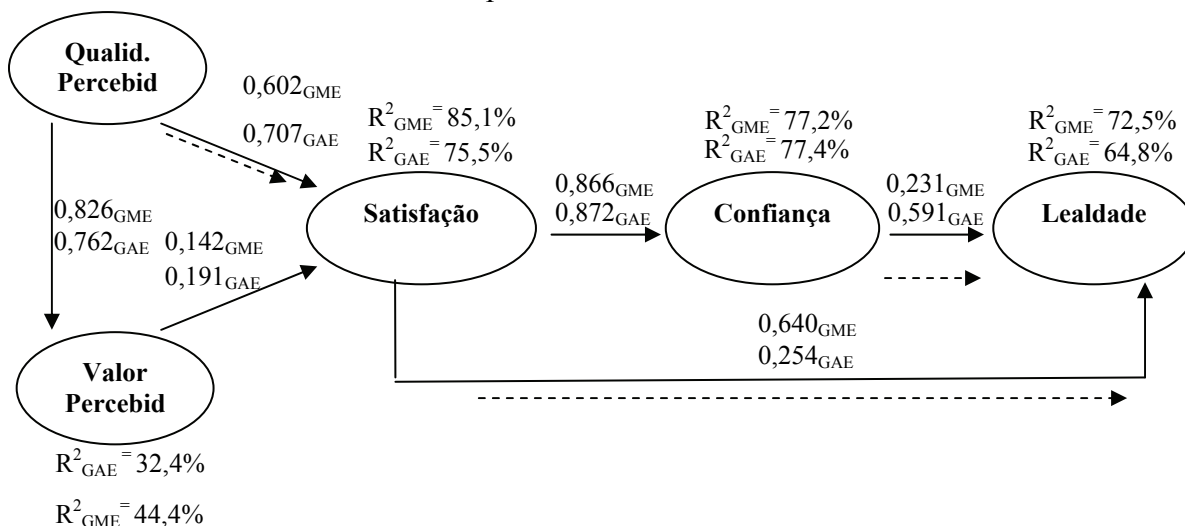 Qualid.
Percebid
0,602GME
0,707GAE
R²GME = 85,1%
R²GAE = 75,5%
R²GME = 77,2%
R²GAE = 77,4%
R²GME = 72,5%
R²GAE = 64,8%
0,826GME
0,762GAE
0,142GME
0,191GAE
Satisfação
0,866GME
0,872GAE
Confiança
0,231GME
0,591GAE
Lealdade
0,640GME
0,254GAE
Valor
Percebid
R²GAE = 32,4%
R²GME = 44,4%